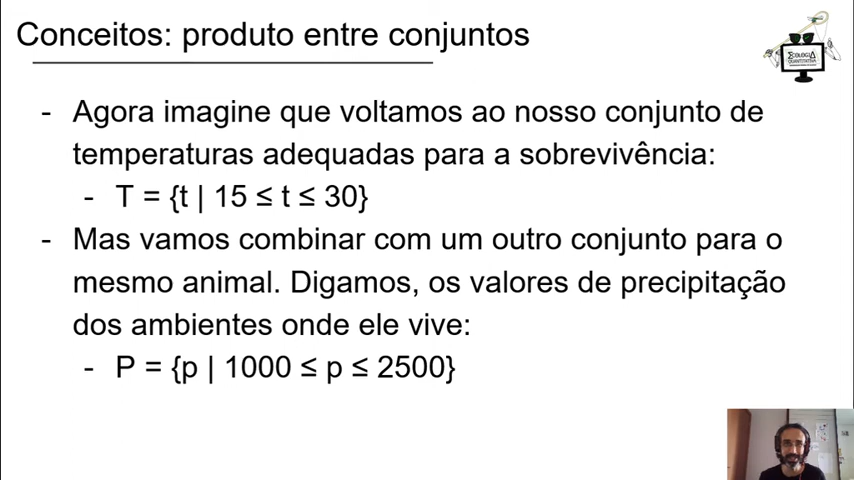 Conceitos: produto entre conjuntos
ECOLOGIA
QUANTITATIVA
- Agora imagine que voltamos ao nosso conjunto de
temperaturas adequadas para a sobrevivência:
- T = {t | 15 ≤ t ≤ 30}
- Mas vamos combinar com um outro conjunto para o
mesmo animal. Digamos, os valores de precipitação
dos ambientes onde ele vive:
- P = {p | 1000 ≤ p ≤ 2500}